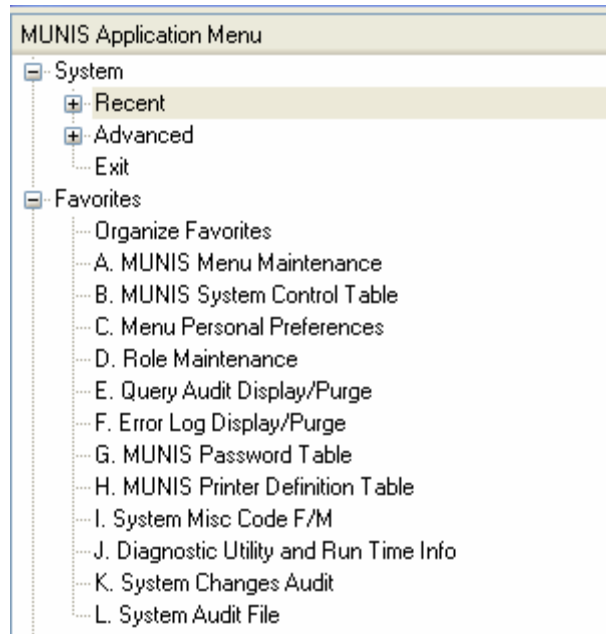 MUNIS Application Menu
System
Recent
Advanced
Exit
Favorites
Organize Favorites
A. MUNIS Menu Maintenance
B. MUNIS System Control Table
C. Menu Personal Preferences
D. Role Maintenance
E. Query Audit Display/Purge
F. Error Log Display/Purge
G. MUNIS Password Table
H. MUNIS Printer Definition Table
I. System Misc Code F/M
J. Diagnostic Utility and Run Time Info
K. System Changes Audit
L. System Audit File